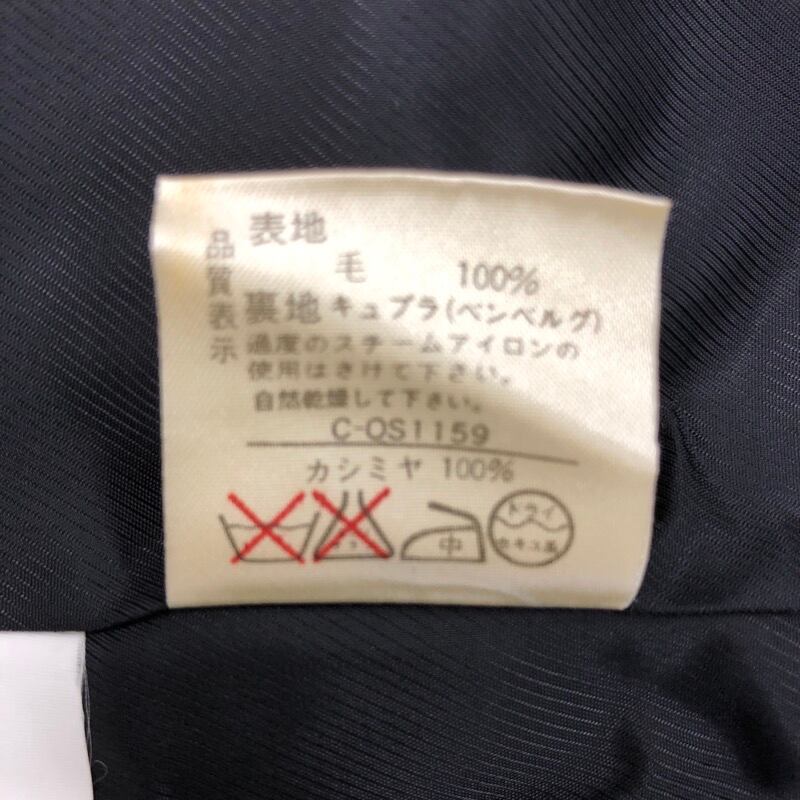 品質表示
表地
毛 100%
裏地 キュプラ(ベンベルグ)
過度のスチームアイロンの
使用はさけて下さい。
自然乾燥して下さい。
C-OS1159
カシミヤ 100%
中
ドライ
セキユ系